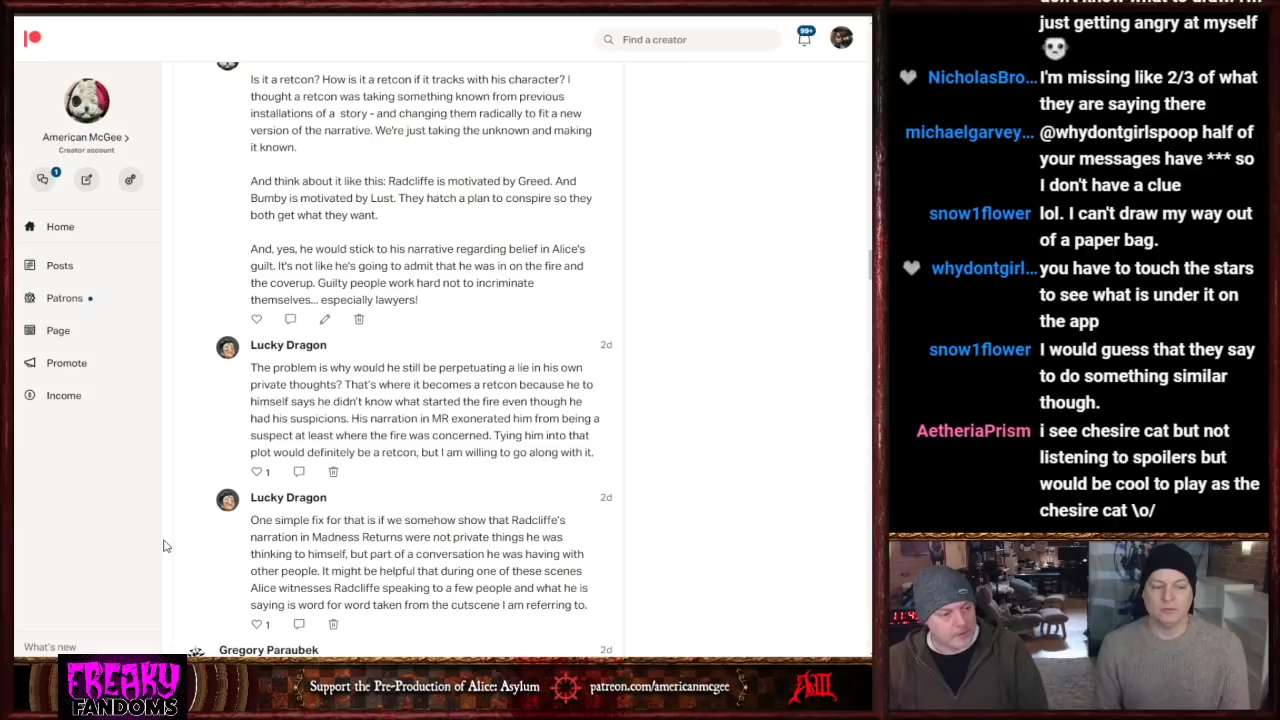 Find a creator
99+
American McGee
Creator account
1
Home
Posts
Patrons
Page
Promote
Income
What's new
Is it a retcon? How is it a retcon if it tracks with his character? I
thought a retcon was taking something known from previous
installations of a story - and changing them radically to fit a new
version of the narrative. We're just taking the unknown and making
it known.
And think about it like this: Radcliffe is motivated by Greed. And
Bumby is motivated by Lust. They hatch a plan to conspire so they
both get what they want.
And, yes, he would stick to his narrative regarding belief in Alice's
guilt. It's not like he's going to admit that he was in on the fire and
the coverup. Guilty people work hard not to incriminate
themselves... especially lawyers!
Lucky Dragon 2d
The problem is why would he still be perpetuating a lie in his own
private thoughts? That's where it becomes a retcon because he to
himself says he didn't know what started the fire even though he
had his suspicions. His narration in MR exonerated him from being a
suspect at least where the fire was concerned. Tying him into that
plot would definitely be a retcon, but I am willing to go along with it.
1
Lucky Dragon 2d
One simple fix for that is if we somehow show that Radcliffe's
narration in Madness Returns were not private things he was
thinking to himself, but part of a conversation he was having with
other people. It might be helpful that during one of these scenes
Alice witnesses Radcliffe speaking to a few people and what he is
saying is word for word taken from the cutscene I am referring to.
1
Gregory Paraubek 2d
just getting angry at myself
NicholasBro... I'm missing like 2/3 of what
they are saying there
michaelgarvey... @whydontgirlspoop half of
your messages have *** so
I don't have a clue
snow1flower lol. I can't draw my way out
of a paper bag.
whydontgirl... you have to touch the stars
to see what is under it on
the app
snow1flower I would guess that they say
to do something similar
though.
AetheriaPrism i see chesire cat but not
listening to spoilers but
would be cool to play as the
chesire cat \o/
FREAKY
FANDOMS
Support the Pre-Production of Alice: Asylum
patreon.com/americanmcgee